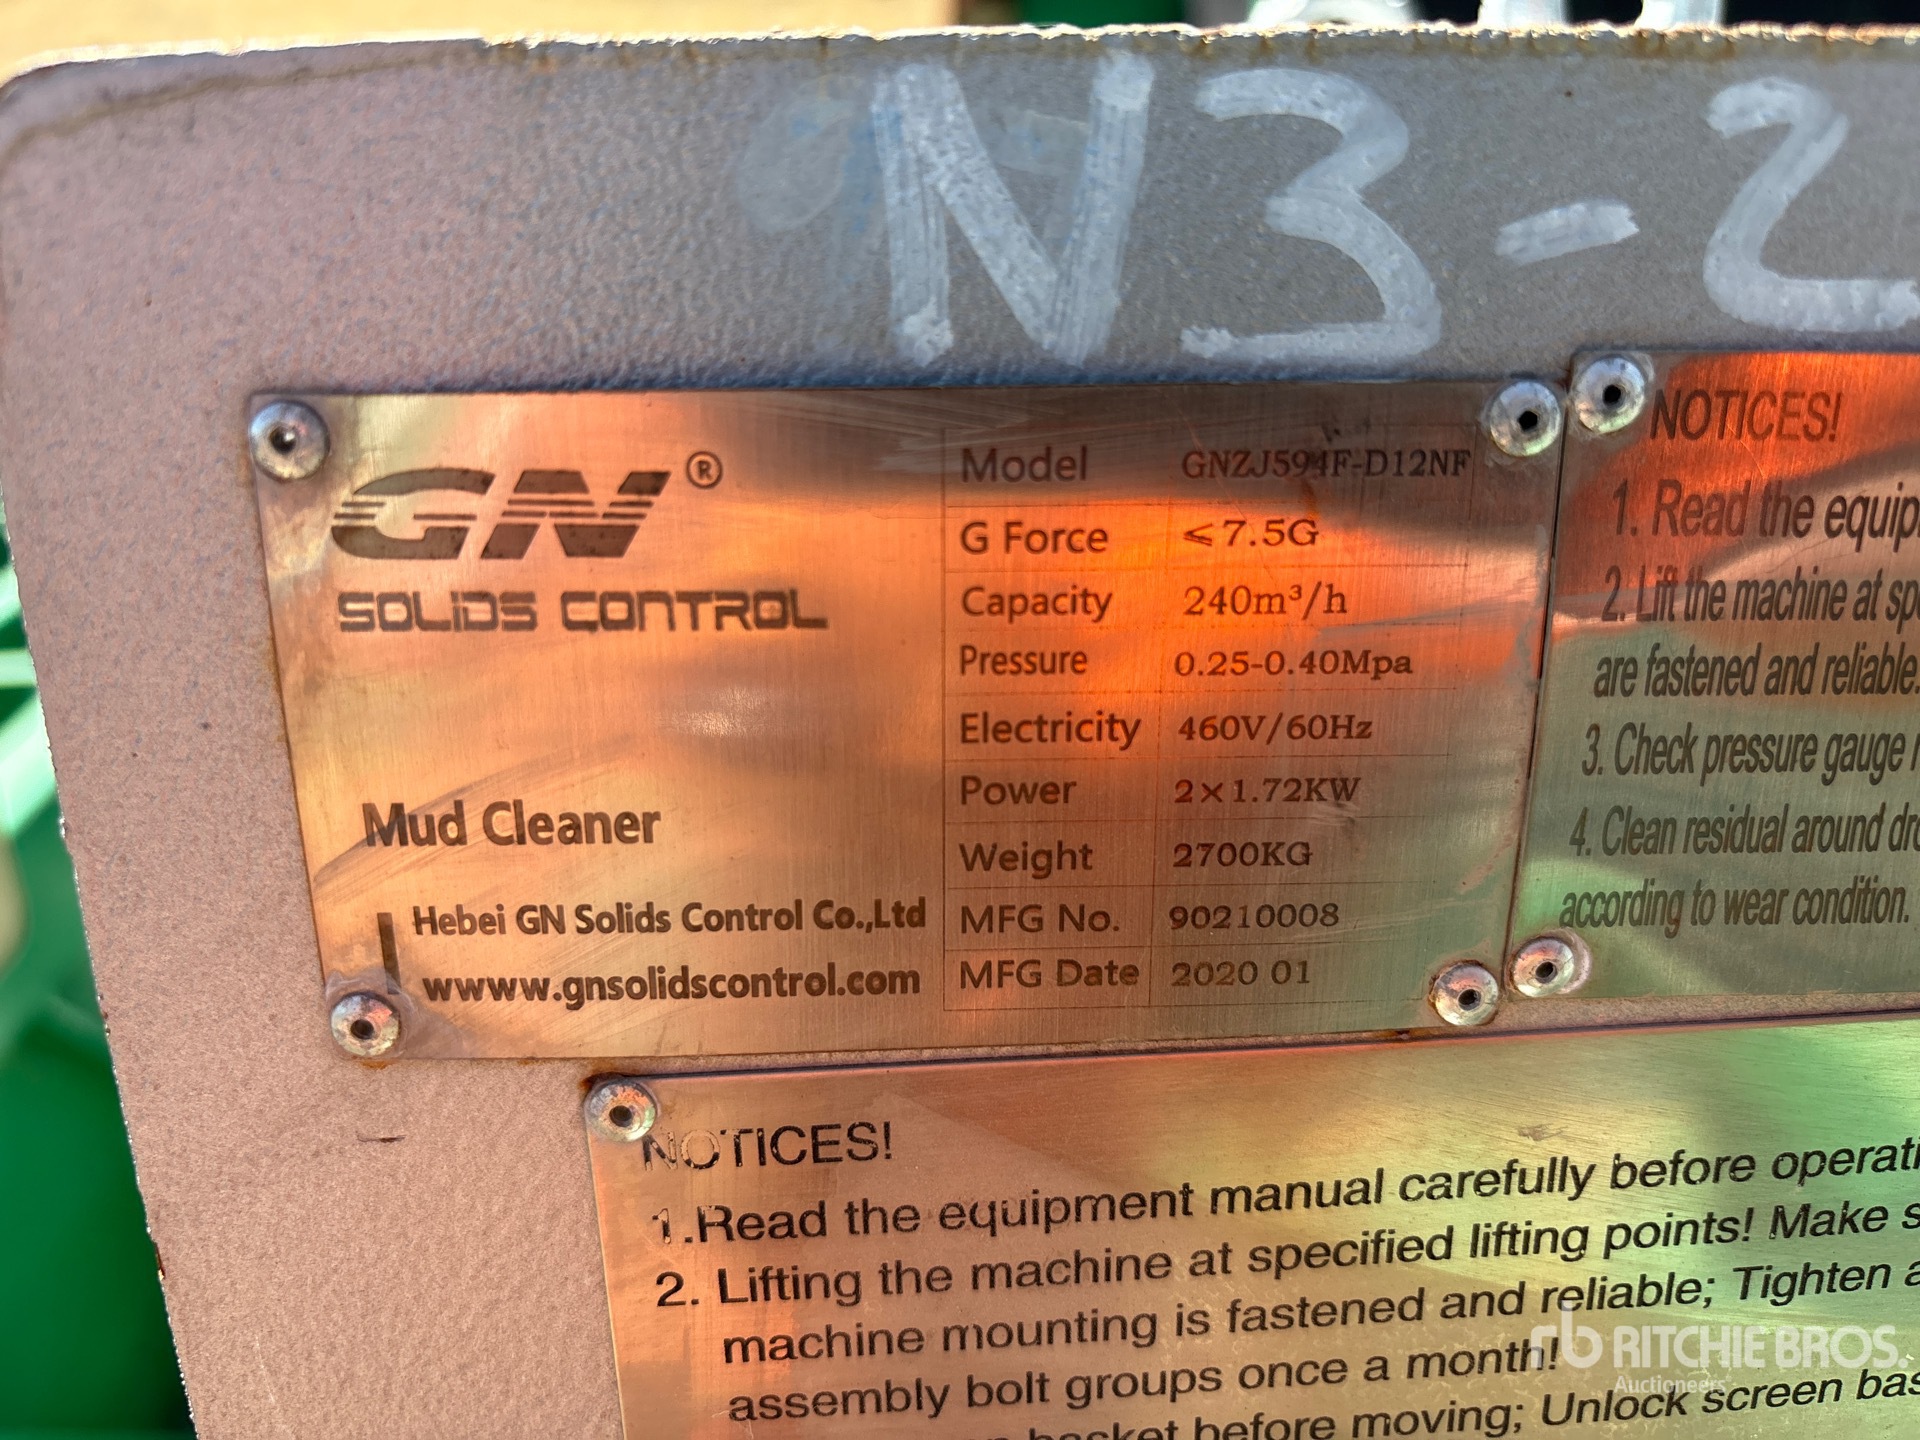 N3-2
GN®
SOLIDS CONTROL
Mud Cleaner
Hebei GN Solids Control Co.,Ltd
www.gnsolidscontrol.com
Model GNZJ594F-D12NF
G Force ≤7.5G
Capacity 240m³/h
Pressure 0.25-0.40Mpa
Electricity 460V/60Hz
Power 2×1.72KW
Weight 2700KG
MFG No. 90210008
MFG Date 2020 01
NOTICES!
1. Read the equip
2. Lift the machine at sp
are fastened and reliable.
3. Check pressure gauge
4. Clean residual around
according to wear condition.
NOTICES!
1.Read the equipment manual carefully before operati
2. Lifting the machine at specified lifting points! Make s
machine mounting is fastened and reliable; Tighten a
assembly bolt groups once a month!
basket before moving; Unlock screen bas
rb RITCHIE BROS.
Auctioneers